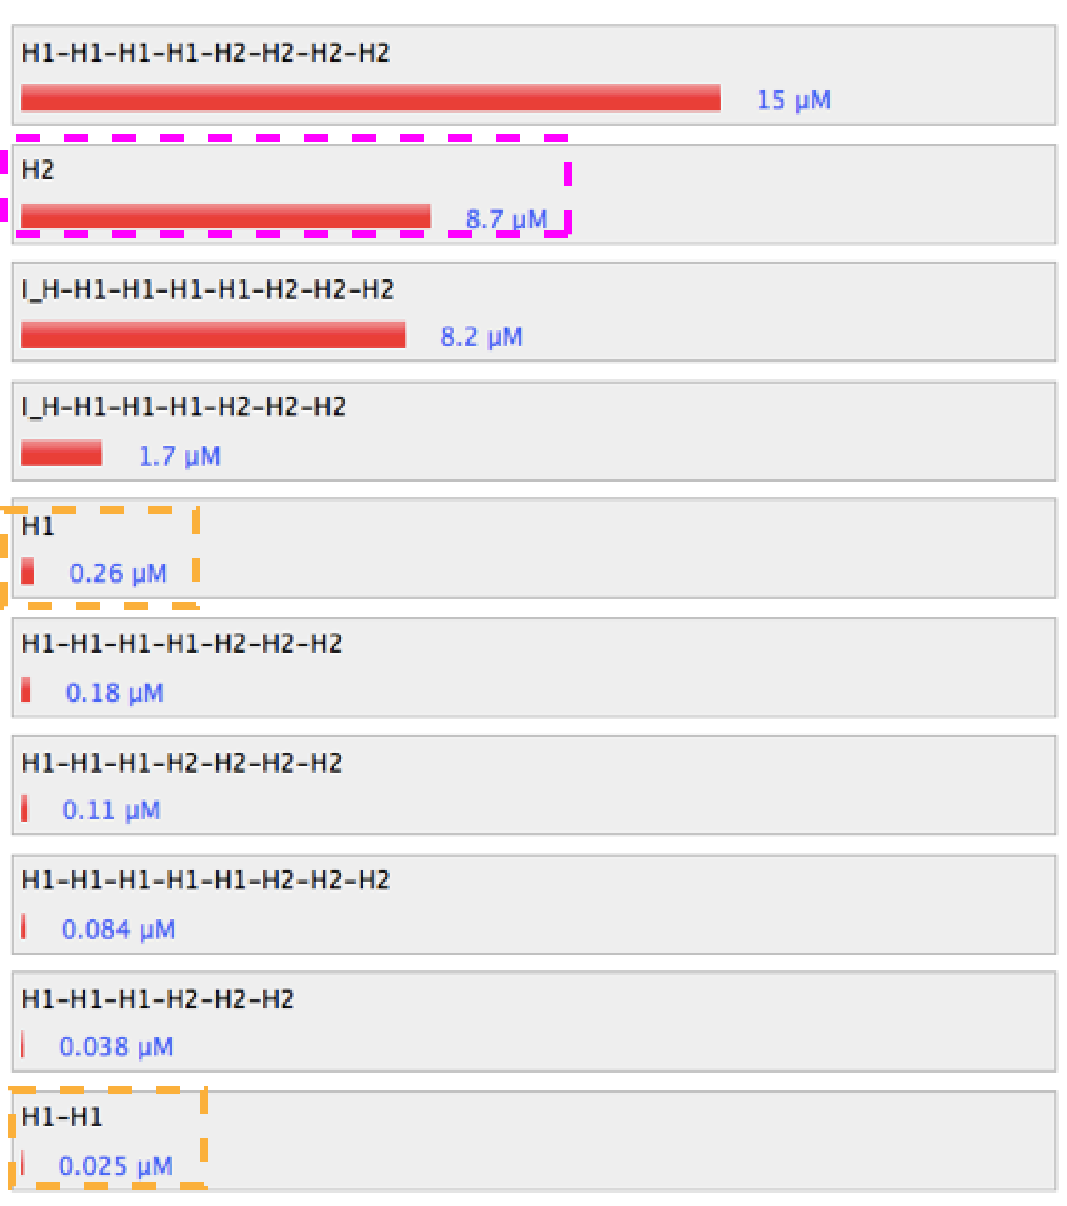 H1-H1-H1-H1-H2-H2-H2-H2
15 µM
H2
8.7 µM
I_H-H1-H1-H1-H1-H2-H2-H2
8.2 µM
I_H-H1-H1-H1-H2-H2-H2
1.7 µM
H1
0.26 µM
H1-H1-H1-H1-H2-H2-H2
0.18 µM
H1-H1-H1-H2-H2-H2-H2
0.11 µM
H1-H1-H1-H1-H1-H2-H2-H2
0.084 µM
H1-H1-H1-H2-H2-H2
0.038 µM
H1-H1
0.025 µM